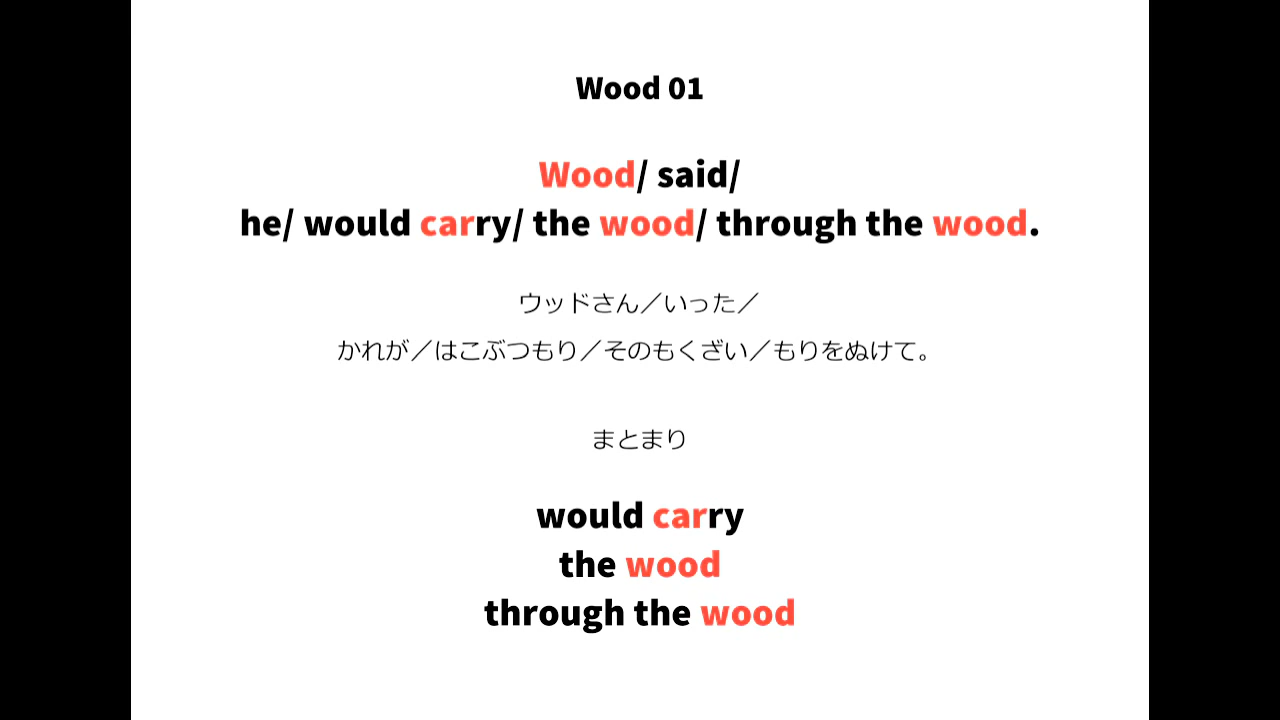 Wood 01
Wood/ said/
he/ would carry/ the wood/ through the wood.
ウッドさん／いった／
かれが／はこぶつもり／そのもくざい／もりをぬけて。
まとまり
would carry
the wood
through the wood